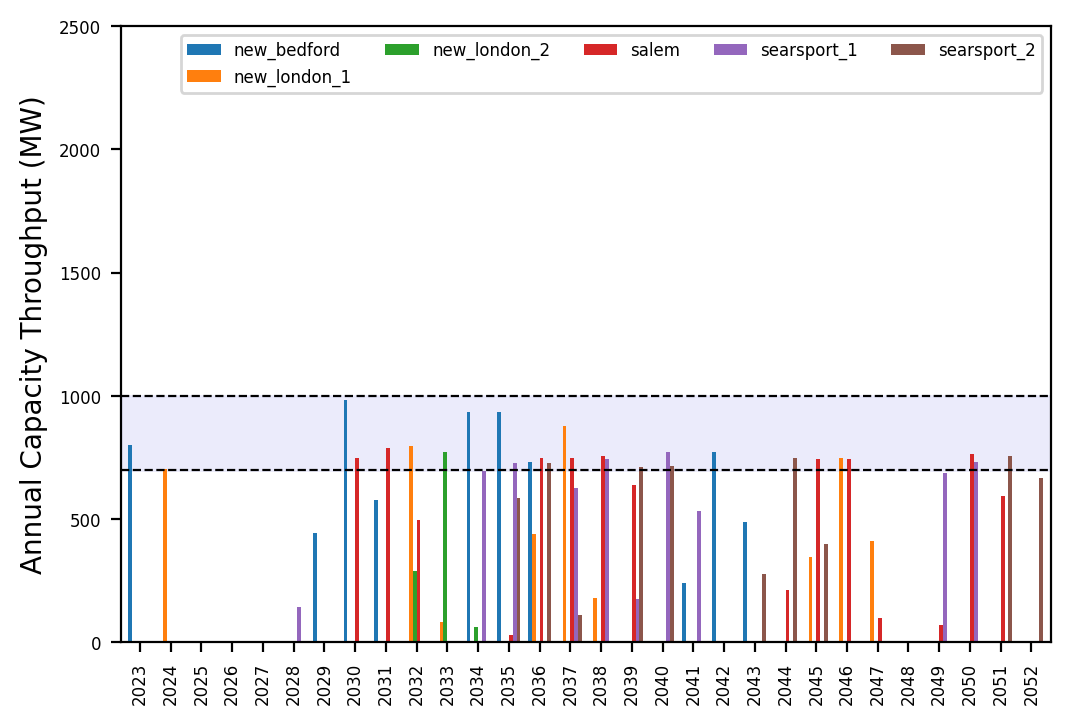 Annual Capacity Throughput (MW)
2500
2000
1500
1000
500
0
new_bedford new_london_2 salem searsport_1 searsport_2
new_london_1
2023 2024 2025 2026 2027 2028 2029 2030 2031 2032 2033 2034 2035 2036 2037 2038 2039 2040 2041 2042 2043 2044 2045 2046 2047 2048 2049 2050 2051 2052